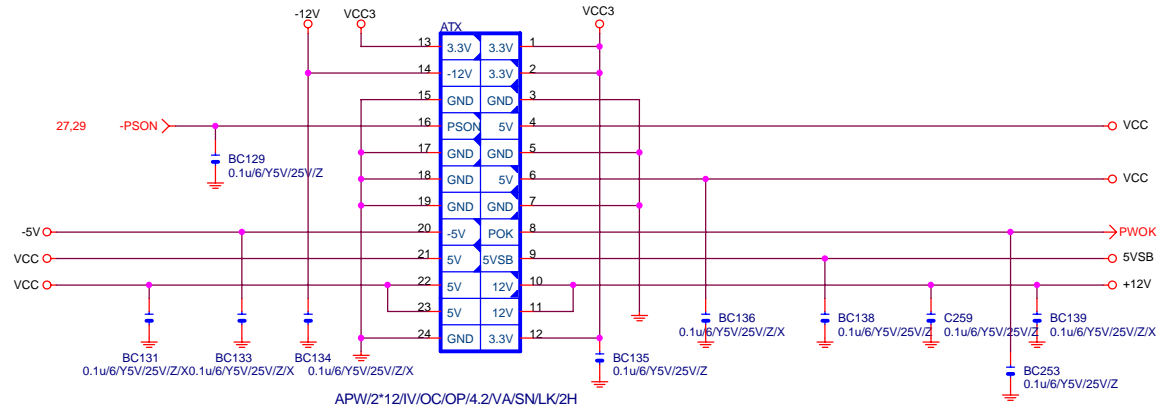 -12V VCC3 VCC3
ATX
13 3.3V 3.3V 1
14 -12V 3.3V 2
15 GND GND 3
27,29 -PSON 16 PSON 5V 4 VCC
17 GND GND 5
BC129
0.1u/6/Y5V/25V/Z
18 GND 5V 6 VCC
19 GND GND 7
-5V 20 -5V POK 8 PWOK
VCC 21 5V 5VSB 9 5VSB
VCC 22 5V 12V 10 +12V
23 5V 12V 11
24 GND 3.3V 12
BC136
0.1u/6/Y5V/25V/Z/X
BC138
0.1u/6/Y5V/25V/Z
C259
0.1u/6/Y5V/25V/Z
BC139
0.1u/6/Y5V/25V/Z/X
BC131 BC133 BC134
0.1u/6/Y5V/25V/Z/X 0.1u/6/Y5V/25V/Z/X 0.1u/6/Y5V/25V/Z/X
BC135
0.1u/6/Y5V/25V/Z
BC253
0.1u/6/Y5V/25V/Z
APW/2*12/IV/OC/OP/4.2/VA/SN/LK/2H